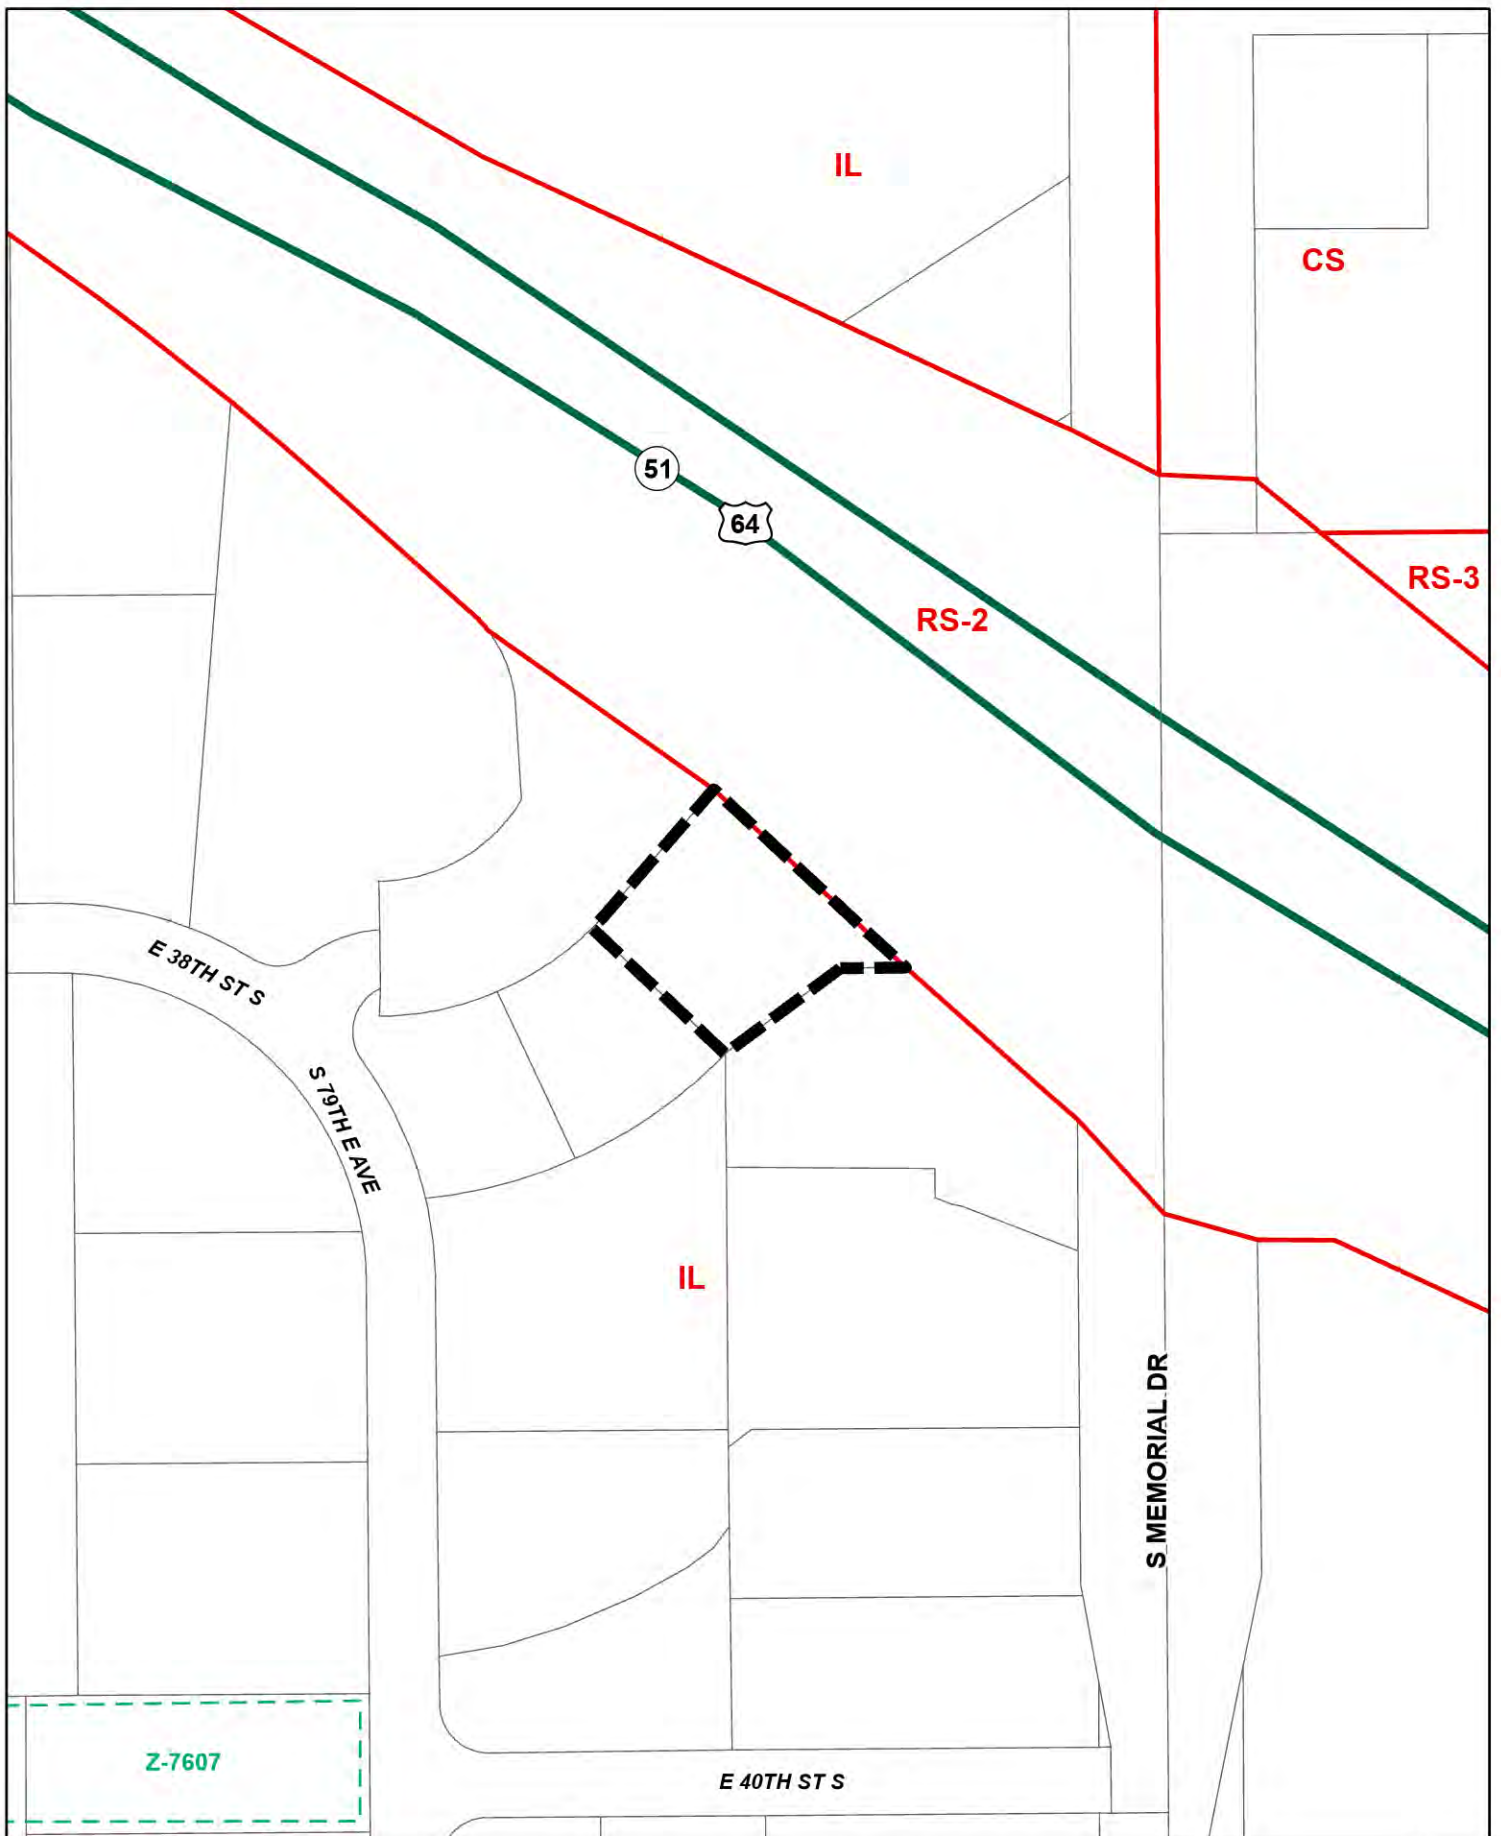 IL
CS
51
64
RS-3
RS-2
E 38TH ST S
S 79TH E AVE
IL
S MEMORIAL DR
Z-7607
E 40TH ST S